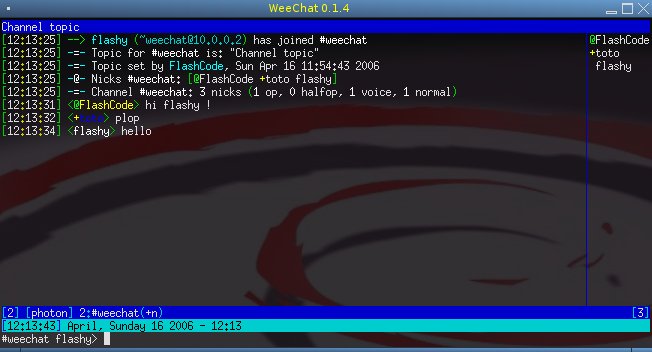 WeeChat 0.1.4
Channel topic
[12:13:25] --> flashy (~weechat@10.0.0.2) has joined #weechat
@FlashCode
[12:13:25] -=- Topic for #weechat is: "Channel topic"
+toto
[12:13:25] -=- Topic set by FlashCode, Sun Apr 16 11:54:43 2006
flashy
[12:13:25] -@- Nicks #weechat: [@FlashCode +toto flashy]
[12:13:25] -=- Channel #weechat: 3 nicks (1 op, 0 halfop, 1 voice, 1 normal)
[12:13:31] <@FlashCode> hi flashy !
[12:13:32] <+> plop
[12:13:34] <flashy> hello
[2] [photon] 2:#weechat(+n) [3]
[12:13:43] April, Sunday 16 2006 - 12:13
#weechat flashy>